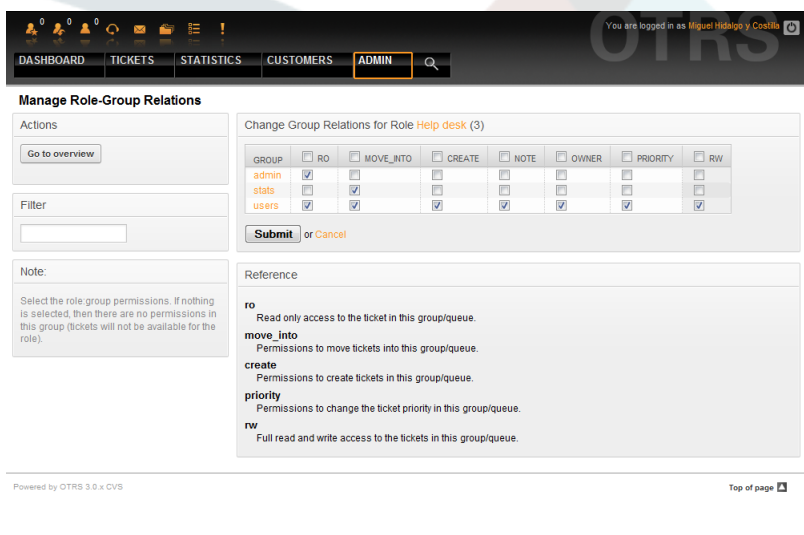 0 0 0
You are logged in as Miguel Hidalgo y Costilla
OTRS
DASHBOARD TICKETS STATISTICS CUSTOMERS ADMIN
Manage Role-Group Relations
Actions
Go to overview
Filter
Note:
Select the role:group permissions. If nothing
is selected, then there are no permissions in
this group (tickets will not be available for the
role).
Change Group Relations for Role Help desk (3)
GROUP RO MOVE_INTO CREATE NOTE OWNER PRIORITY RW
admin
stats
users
Submit or Cancel
Reference
ro
Read only access to the ticket in this group/queue.
move_into
Permissions to move tickets into this group/queue.
create
Permissions to create tickets in this group/queue.
priority
Permissions to change the ticket priority in this group/queue.
rw
Full read and write access to the tickets in this group/queue.
Powered by OTRS 3.0.x CVS
Top of page